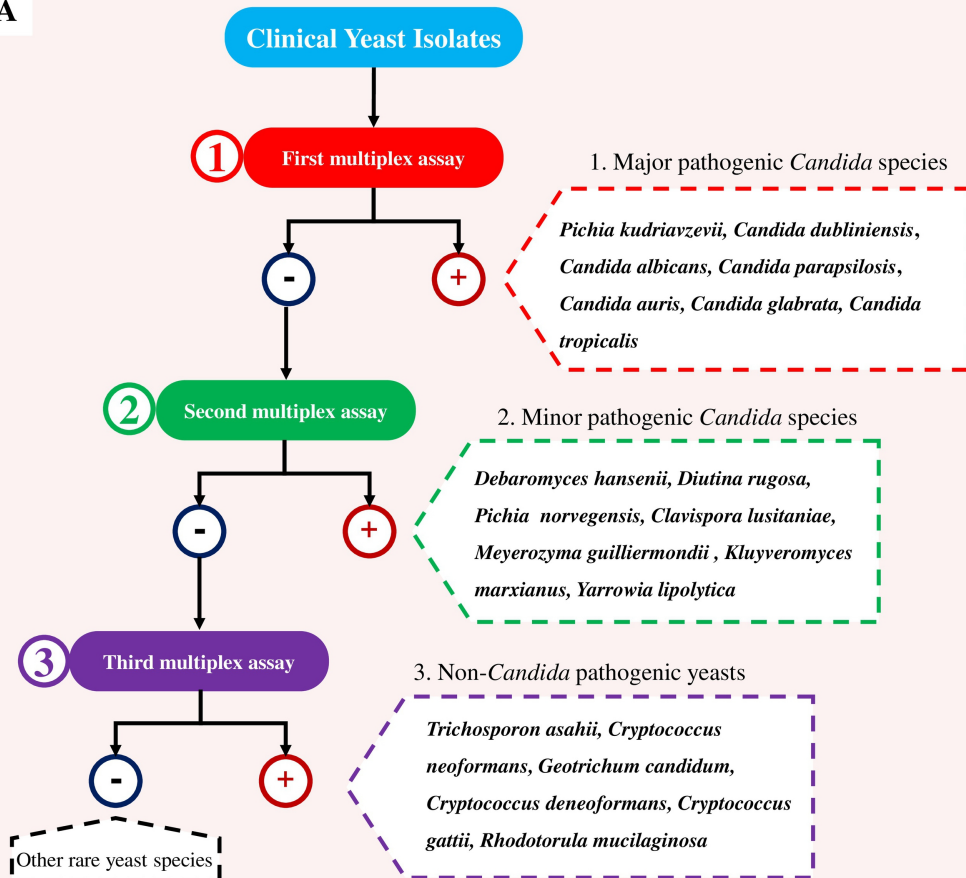 A
Clinical Yeast Isolates
1 First multiplex assay
- +
1. Major pathogenic Candida species
Pichia kudriavzevii, Candida dubliniensis,
Candida albicans, Candida parapsilosis,
Candida auris, Candida glabrata, Candida
tropicalis
2 Second multiplex assay
- +
2. Minor pathogenic Candida species
Debaromyces hansenii, Diutina rugosa,
Pichia norvegensis, Clavispora lusitaniae,
Meyerozyma guilliermondii , Kluyveromyces
marxianus, Yarrowia lipolytica
3 Third multiplex assay
- +
3. Non-Candida pathogenic yeasts
Trichosporon asahii, Cryptococcus
neoformans, Geotrichum candidum,
Cryptococcus deneoformans, Cryptococcus
gattii, Rhodotorula mucilaginosa
Other rare yeast species